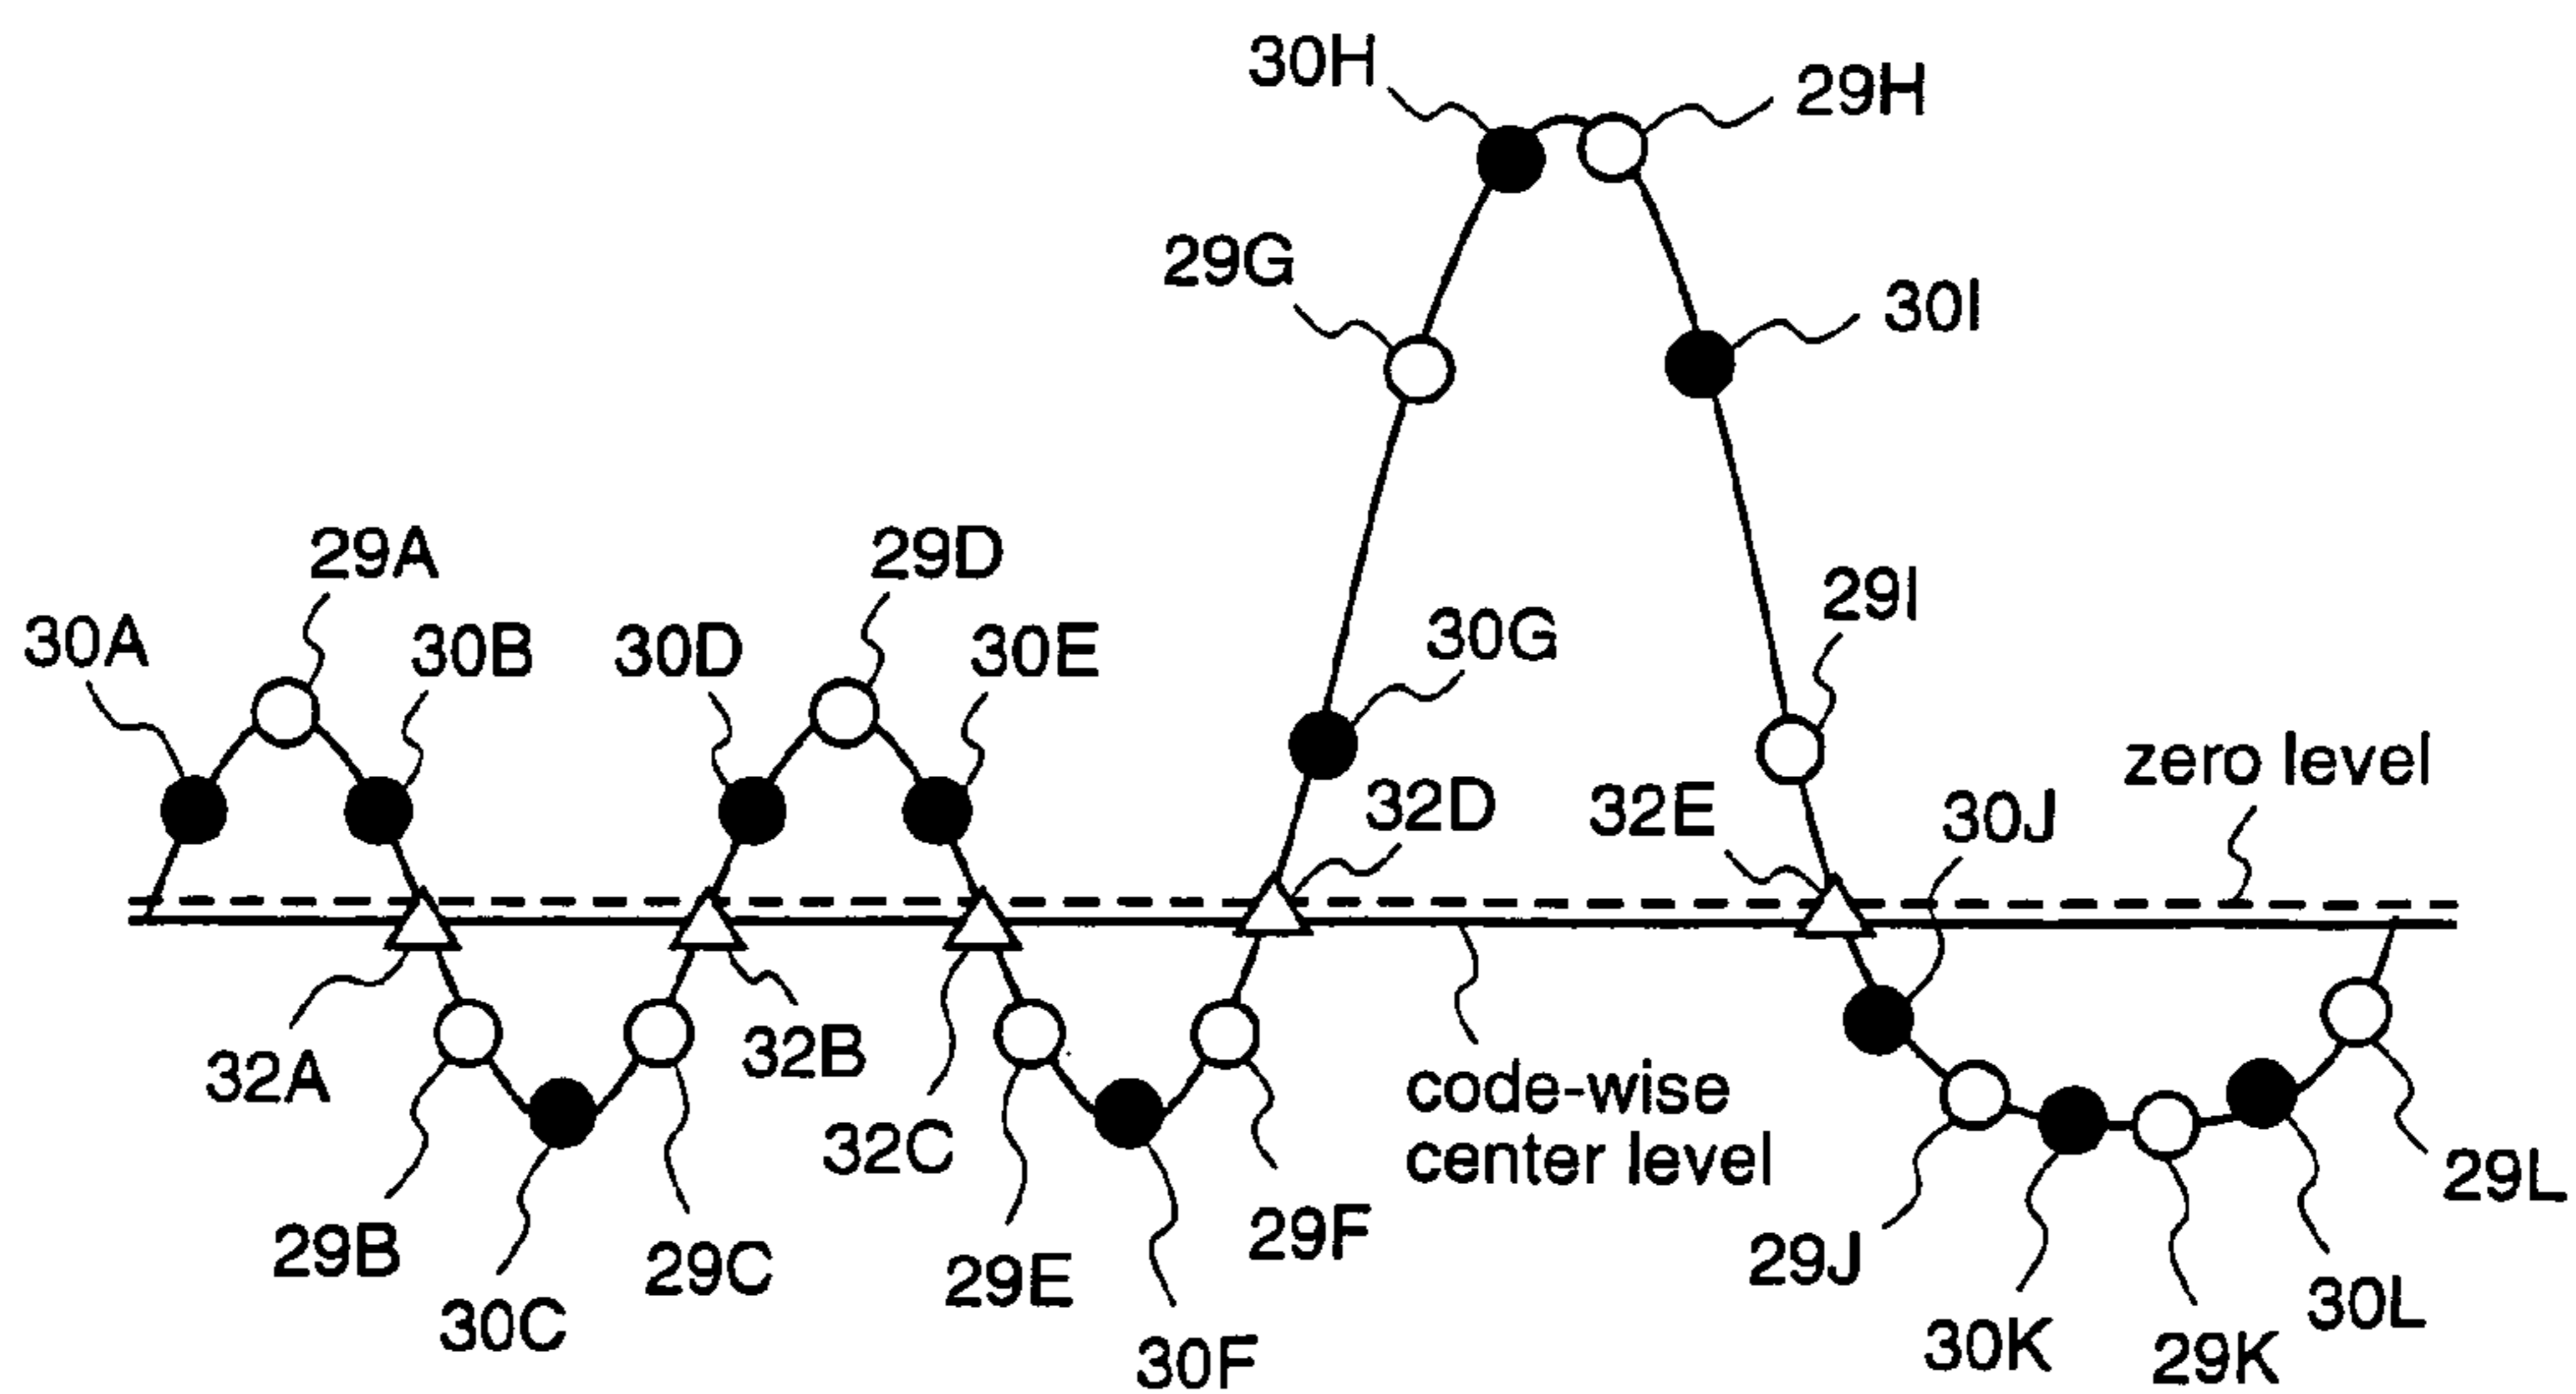 30H
29H
29G
30I
29A
29D
29I
30A
30B
30D
30E
30G
zero level
32D
32E
30J
32A
32B
code-wise
center level
32C
29B
29C
29E
29F
29J
29L
30C
30F
30K
29K
30L